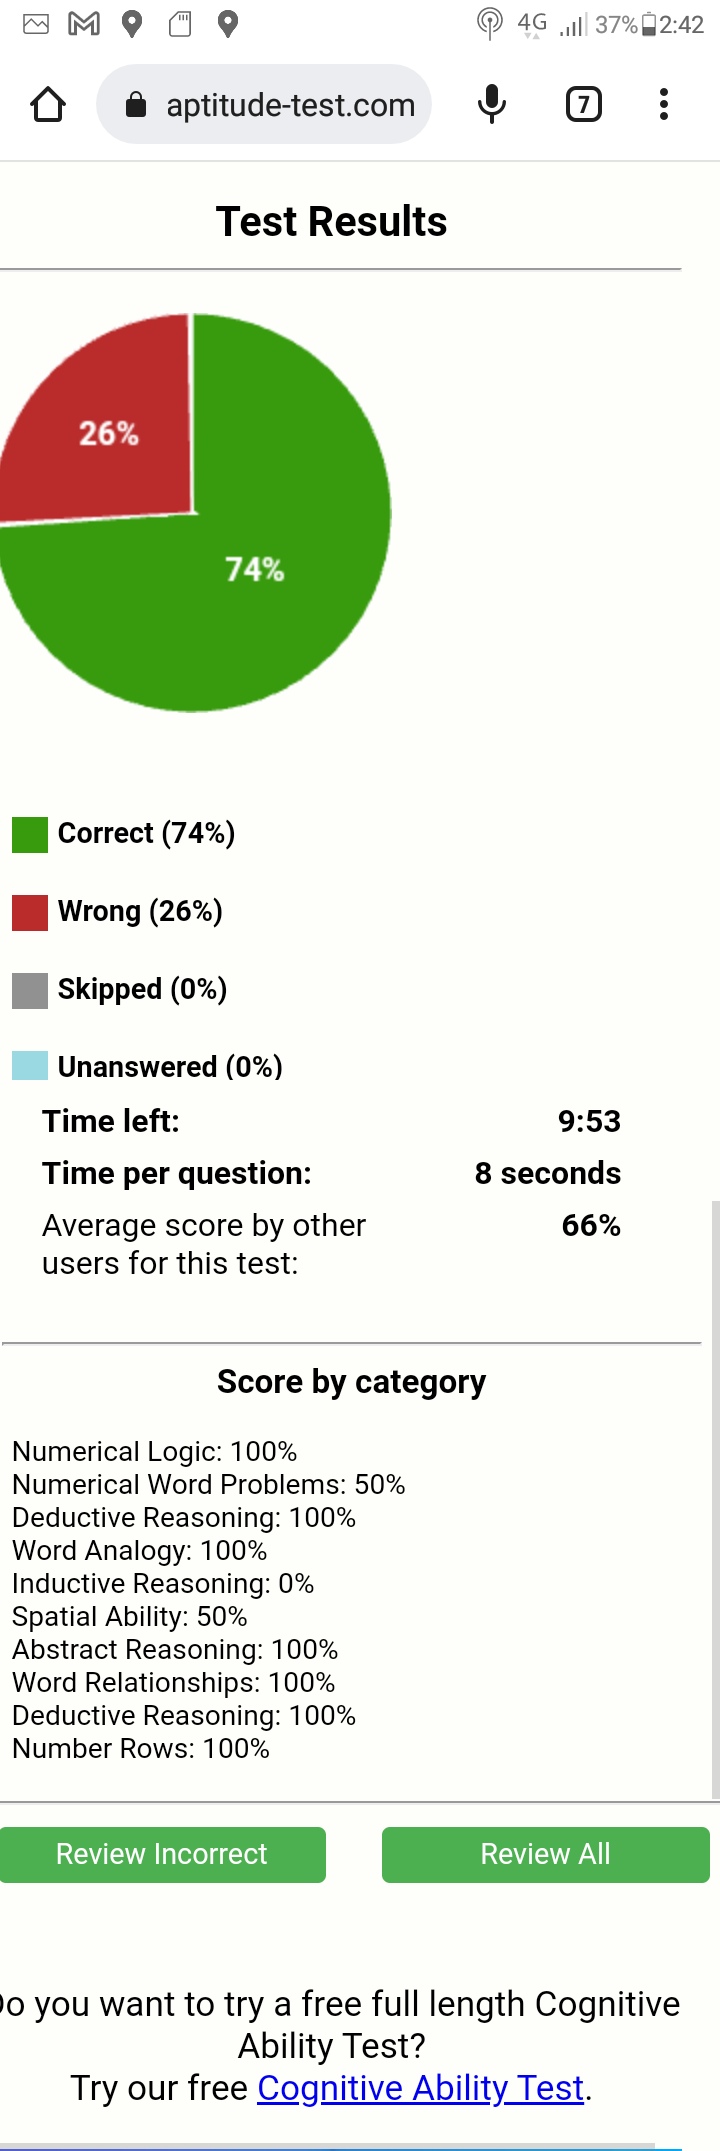 4G 37% 2:42
aptitude-test.com 7
Test Results
26%
74%
Correct (74%)
Wrong (26%)
Skipped (0%)
Unanswered (0%)
Time left: 9:53
Time per question: 8 seconds
Average score by other 66%
users for this test:
Score by category
Numerical Logic: 100%
Numerical Word Problems: 50%
Deductive Reasoning: 100%
Word Analogy: 100%
Inductive Reasoning: 0%
Spatial Ability: 50%
Abstract Reasoning: 100%
Word Relationships: 100%
Deductive Reasoning: 100%
Number Rows: 100%
Review Incorrect Review All
Do you want to try a free full length Cognitive
Ability Test?
Try our free Cognitive Ability Test.